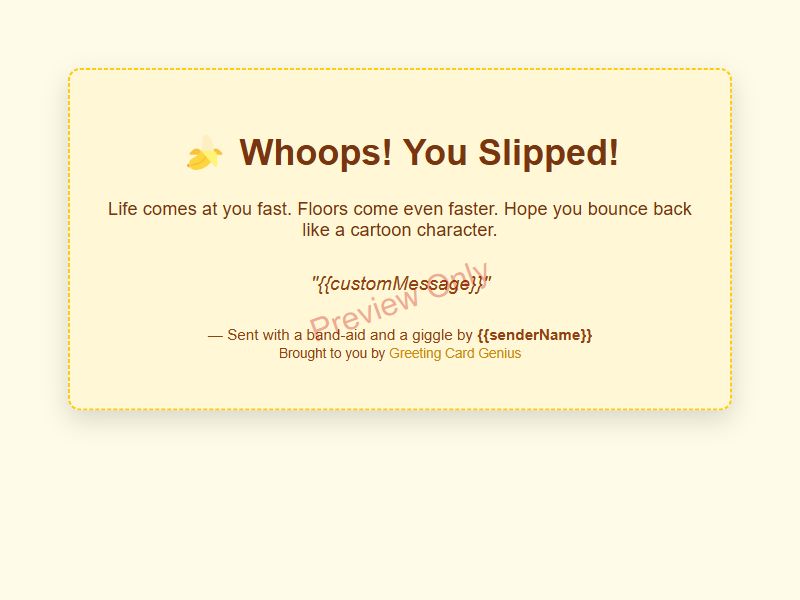 Whoops! You Slipped!
Life comes at you fast. Floors come even faster. Hope you bounce back
like a cartoon character.
"{{customMessage}}"
Preview Only
— Sent with a band-aid and a giggle by {{senderName}}
Brought to you by Greeting Card Genius